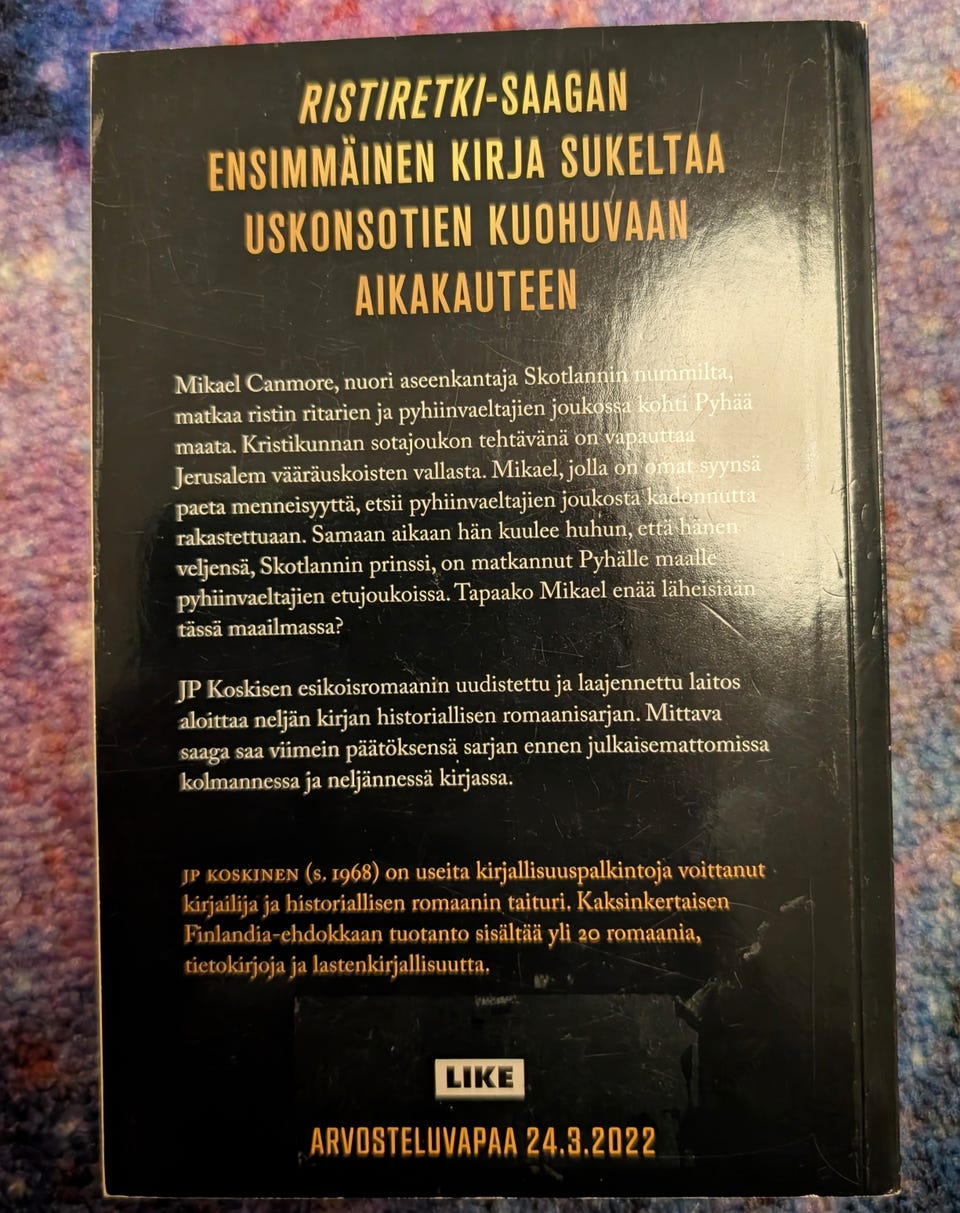 RISTIRETKI-SAAGAN
ENSIMMÄINEN KIRJA SUKELTAA
USKONSOTIEN KUOHUVAAN
AIKAKAUTEEN
Mikael Canmore, nuori aseenkantaja Skotlannin nummilta,
matkaa ristin ritarien ja pyhiinvaeltajien joukossa kohti Pyhää
maata. Kristikunnan sotajoukon tehtävänä on vapauttaa
Jerusalem vääräuskoisten vallasta. Mikael, jolla on omat syynsä
paeta menneisyyttä, etsii pyhiinvaeltajien joukosta kadonnutta
rakastettuaan. Samaan aikaan hän kuulee huhun, että hänen
veljensä, Skotlannin prinssi, on matkannut Pyhälle maalle
pyhiinvaeltajien etujoukoissa. Tapaako Mikael enää läheisiään
tässä maailmassa?
JP Koskisen esikoisromaanin uudistettu ja laajennettu laitos
aloittaa neljän kirjan historiallisen romaanisarjan. Mittava
saaga saa viimein päätöksensä sarjan ennen julkaisemattomissa
kolmannessa ja neljännessä kirjassa.
JP KOSKINEN (s. 1968) on useita kirjallisuuspalkintoja voittanut
kirjailija ja historiallisen romaanin taituri. Kaksinkertaisen
Finlandia-ehdokkaan tuotanto sisältää yli 20 romaania,
tietokirjoja ja lastenkirjallisuutta.
LIKE
ARVOSTELUVAPAA 24.3.2022